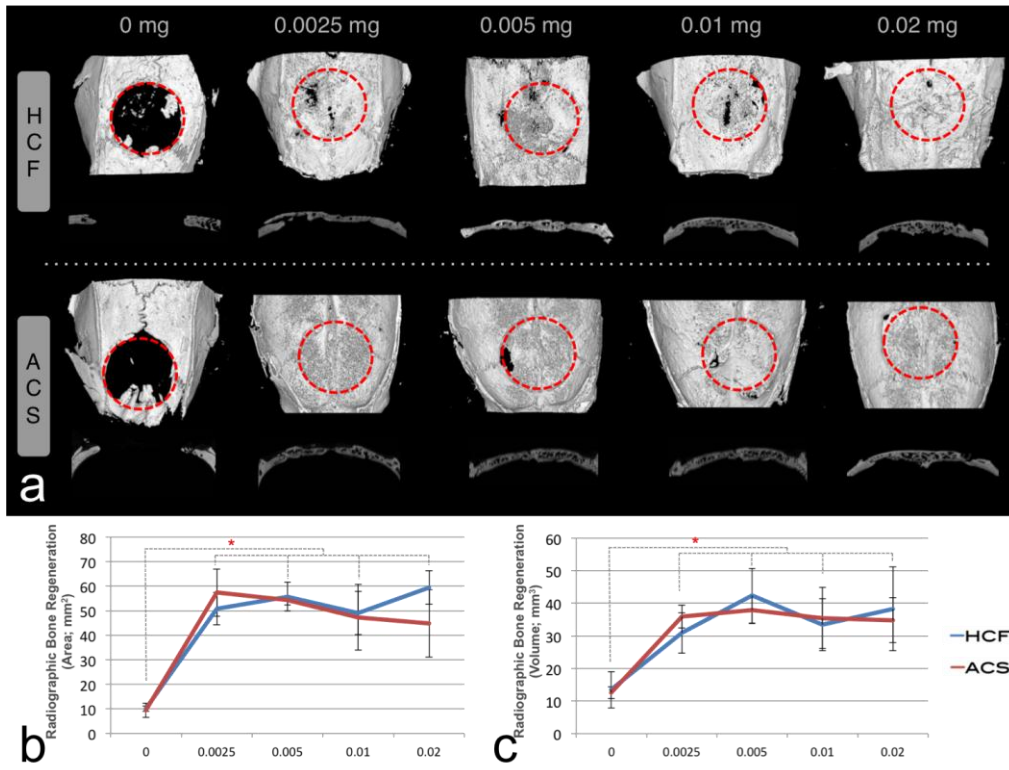 0 mg 0.0025 mg 0.005 mg 0.01 mg 0.02 mg
H
C
F
A
C
S
a
Radiographic Bone Regeneration
(Area; mm²)
80
70
60
50
40
30
20
10
0
*
0 0.0025 0.005 0.01 0.02
b
Radiographic Bone Regeneration
(Volume; mm³)
60
50
40
30
20
10
0
*
0 0.0025 0.005 0.01 0.02
c
HCF
ACS